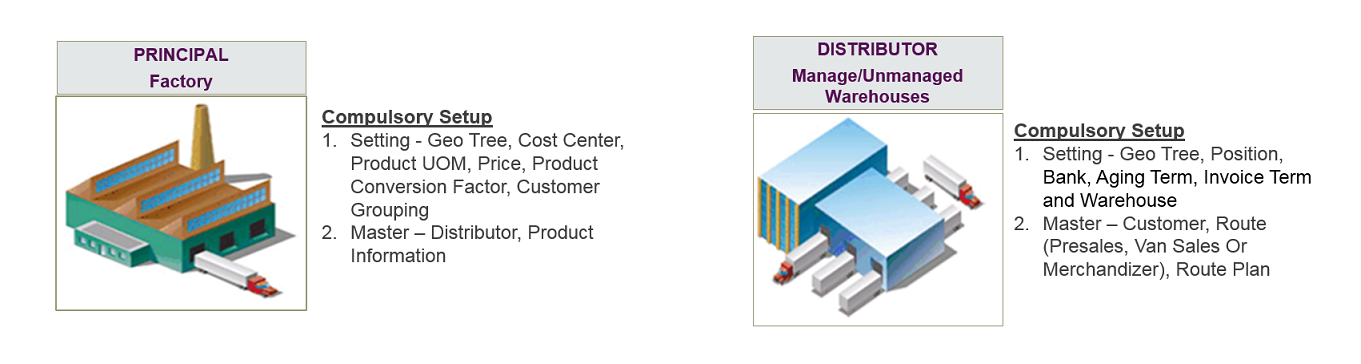 PRINCIPAL
Factory
Compulsory Setup
1. Setting - Geo Tree, Cost Center,
Product UOM, Price, Product
Conversion Factor, Customer
Grouping
2. Master – Distributor, Product
Information
DISTRIBUTOR
Manage/Unmanaged
Warehouses
Compulsory Setup
1. Setting - Geo Tree, Position,
Bank, Aging Term, Invoice Term
and Warehouse
2. Master – Customer, Route
(Presales, Van Sales Or
Merchandizer), Route Plan